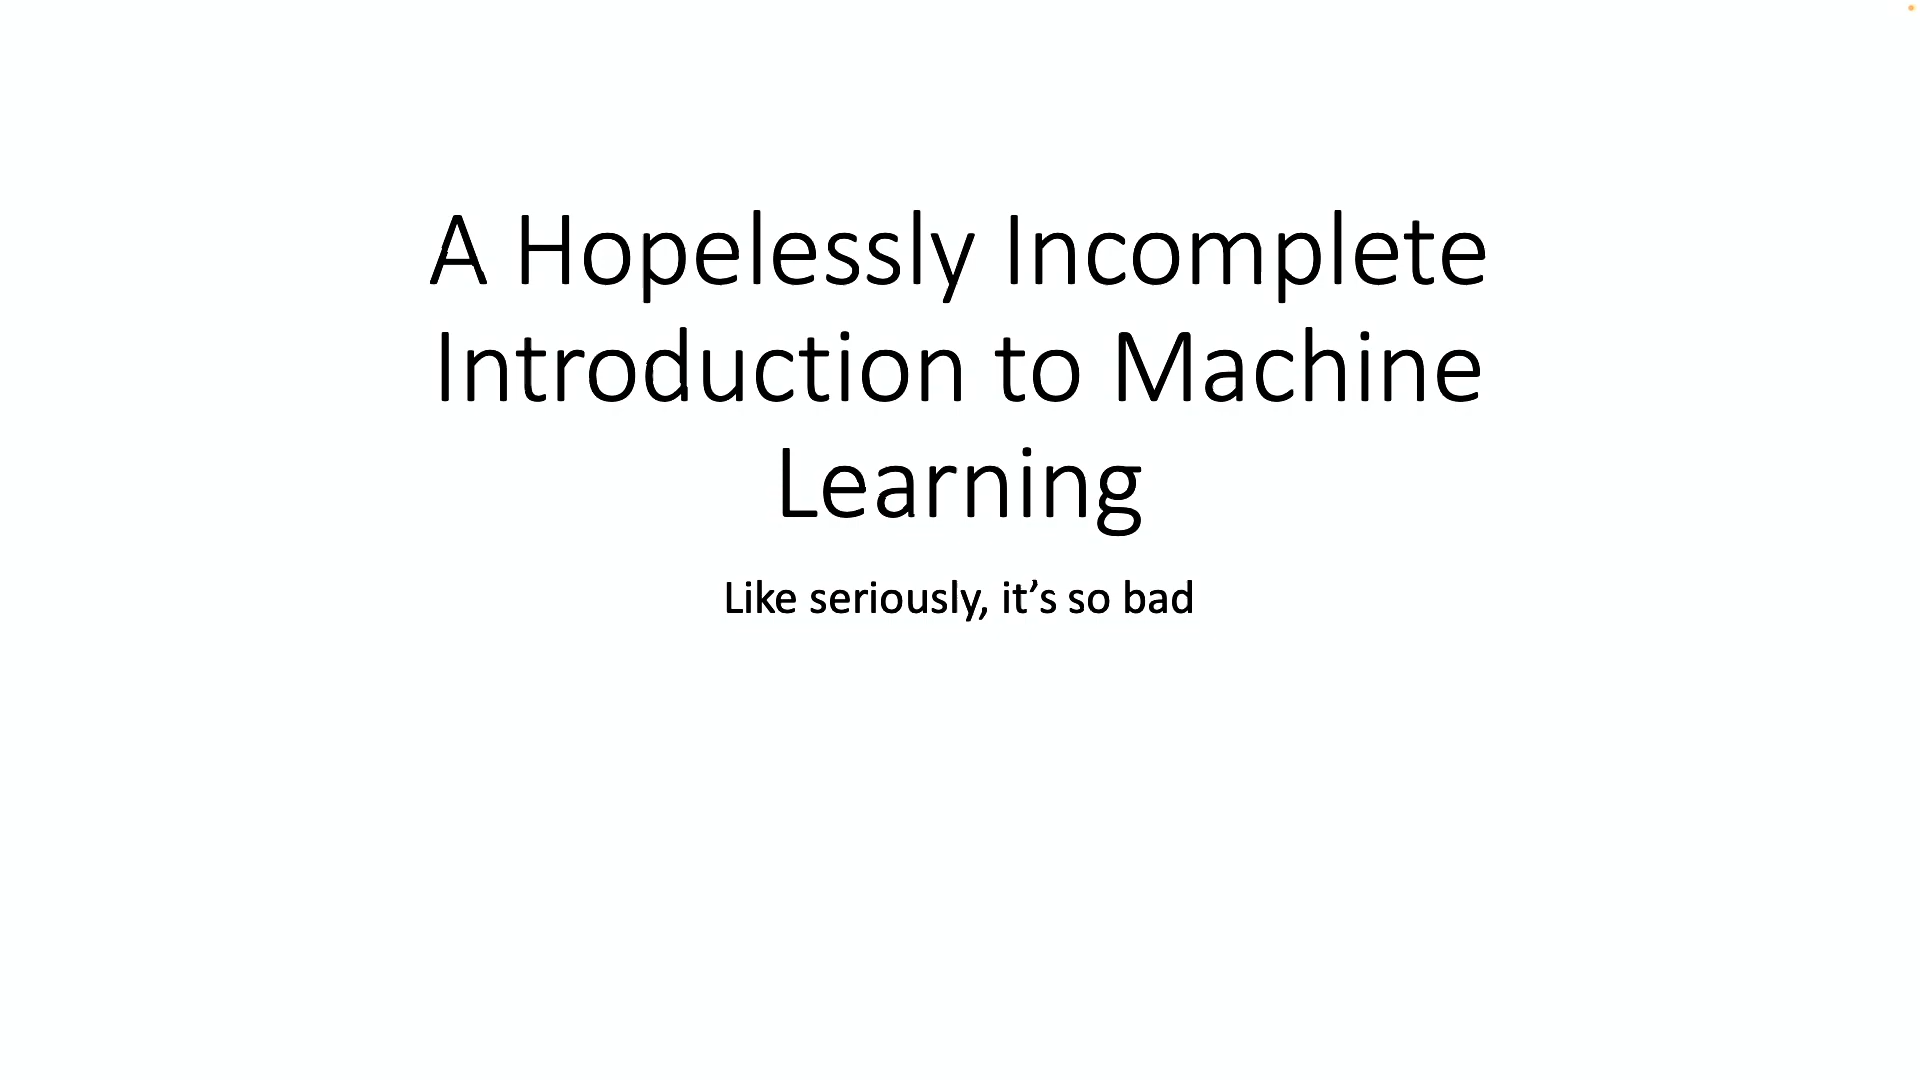 A Hopelessly Incomplete
Introduction to Machine
Learning
Like seriously, it’s so bad